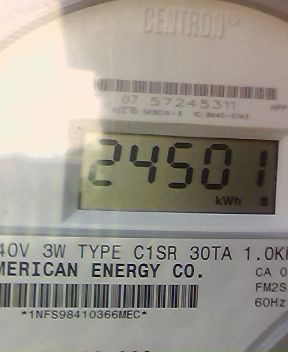 CENTRON®
07 57245311
24501
kWh
40V 3W TYPE C1SR 30TA 1.0K
MERICAN ENERGY CO.
CA 0
FM2S
60Hz
*1NFS98410366MEC*